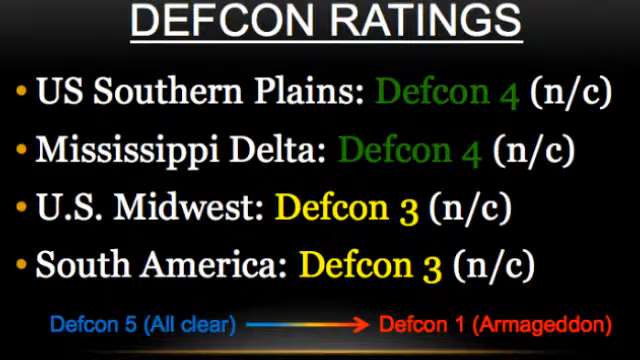 DEFCON RATINGS
• US Southern Plains: Defcon 4 (n/c)
• Mississippi Delta: Defcon 4 (n/c)
• U.S. Midwest: Defcon 3 (n/c)
• South America: Defcon 3 (n/c)
Defcon 5 (All clear) Defcon 1 (Armageddon)